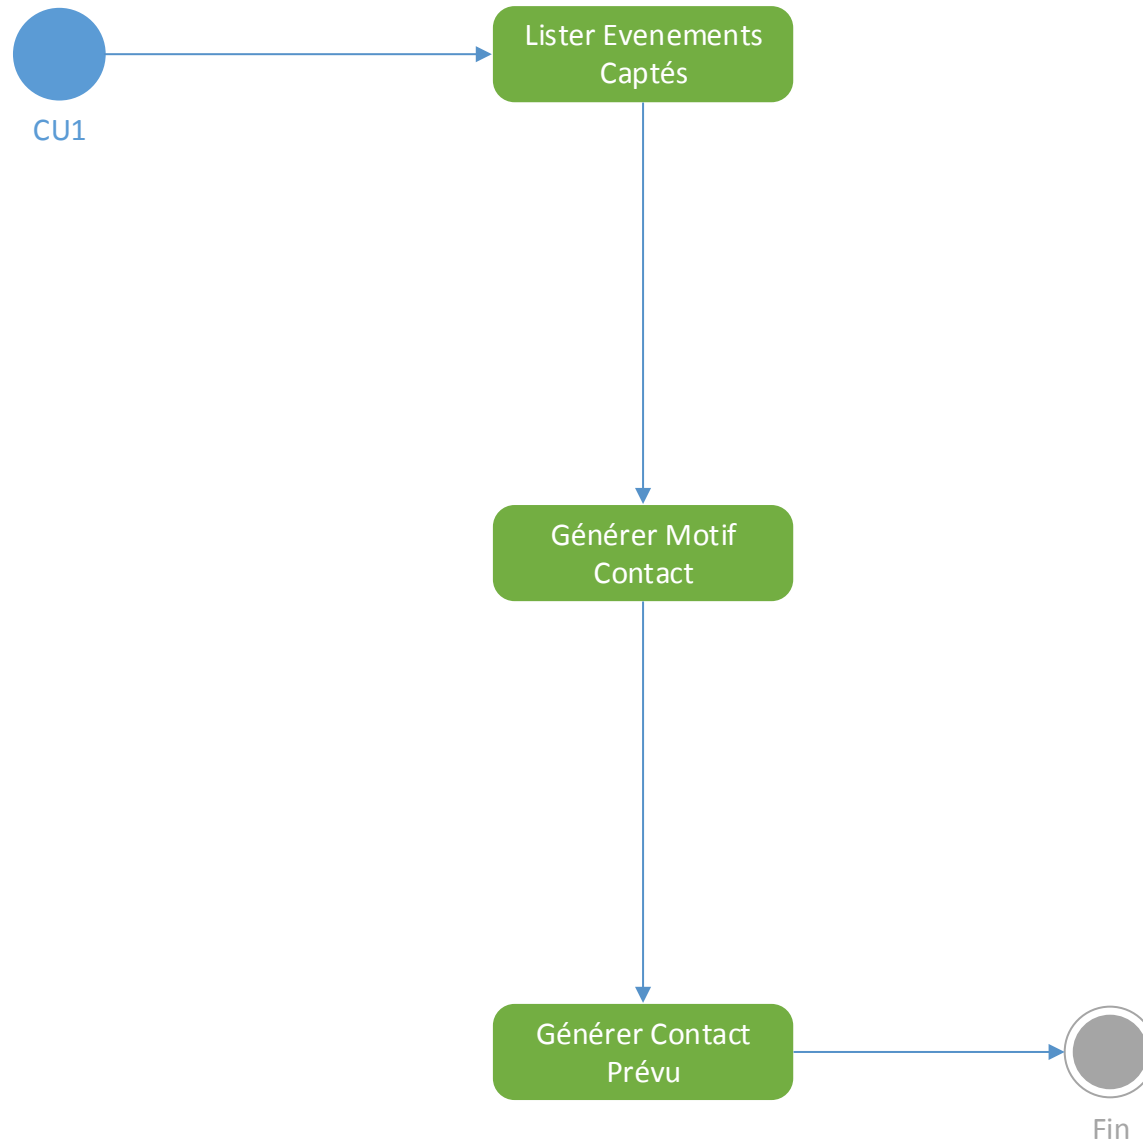 Lister Evenements
Captés
CU1
Générer Motif
Contact
Générer Contact
Prévu
Fin